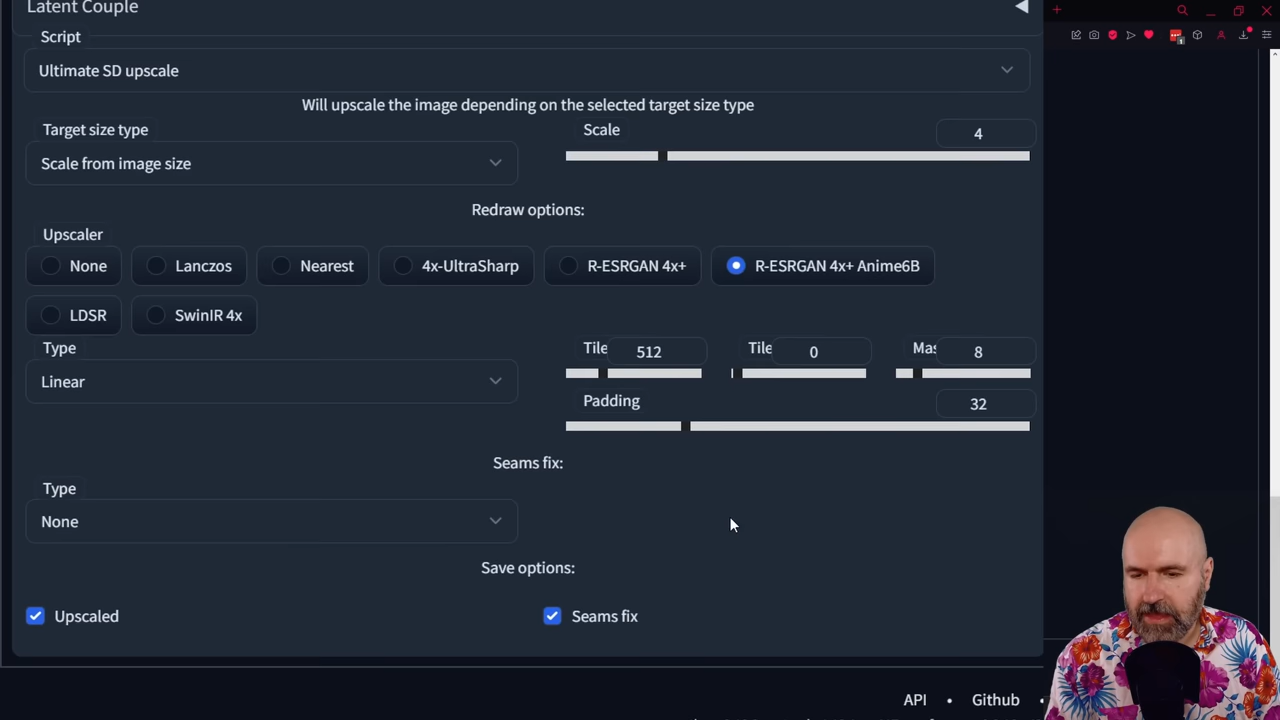 Latent Couple
Script
Ultimate SD upscale
Will upscale the image depending on the selected target size type
Target size type
Scale
4
Scale from image size
Redraw options:
Upscaler
None
Lanczos
Nearest
4x-UltraSharp
R-ESRGAN 4x+
R-ESRGAN 4x+ Anime6B
LDSR
SwinIR 4x
Type
Tile
512
Tile
0
Mas
8
Linear
Padding
32
Seams fix:
Type
None
Save options:
Upscaled
Seams fix
API • Github •